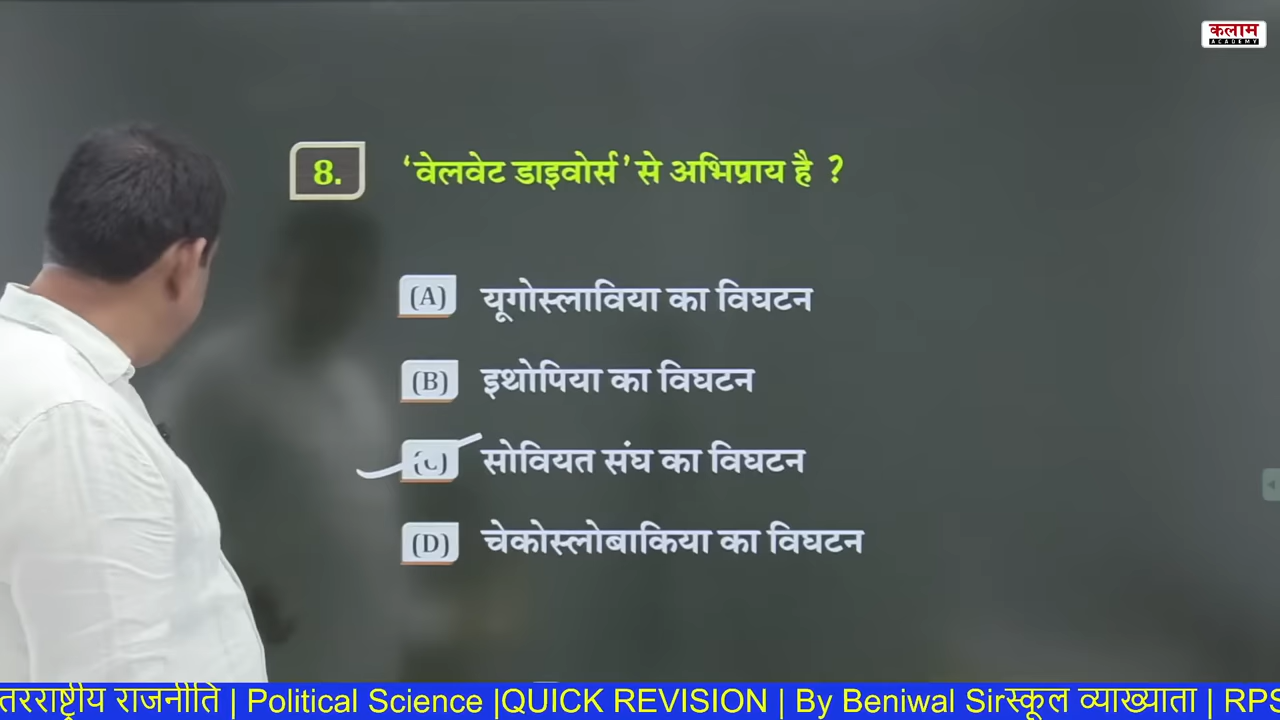 कलाम
ACADEMY
8. ‘वेलवेट डाइवोर्स’ से अभिप्राय है ?
(A) यूगोस्लाविया का विघटन
(B) इथोपिया का विघटन
(C) सोवियत संघ का विघटन
(D) चेकोस्लोबाकिया का विघटन
तरराष्ट्रीय राजनीति | Political Science |QUICK REVISION | By Beniwal Sirस्कूल व्याख्याता | RPS